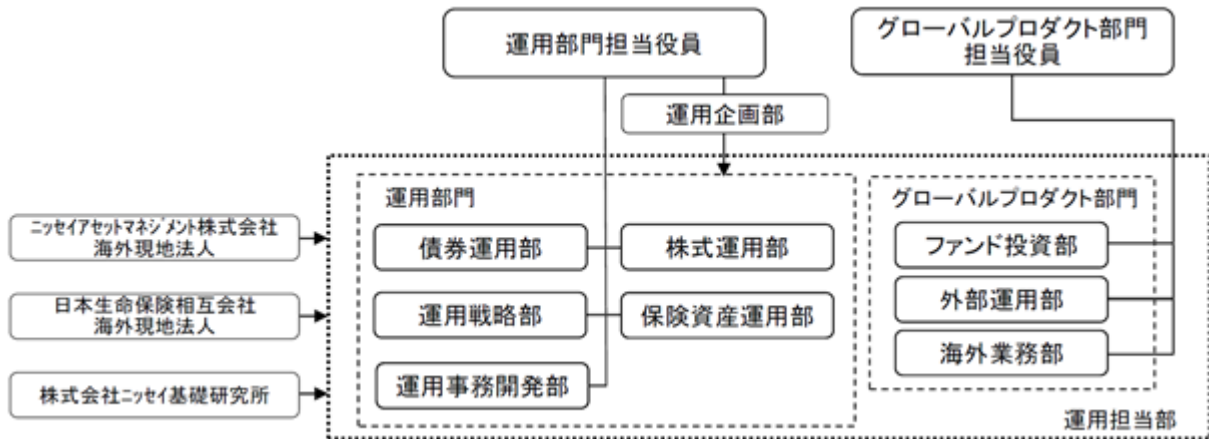 運用部門担当役員
グローバルプロダクト部門
担当役員
運用企画部
運用部門
グローバルプロダクト部門
ニッセイアセットマネジメント株式会社
海外現地法人
債券運用部
株式運用部
ファンド投資部
日本生命保険相互会社
海外現地法人
運用戦略部
保険資産運用部
外部運用部
海外業務部
株式会社ニッセイ基礎研究所
運用事務開発部
運用担当部